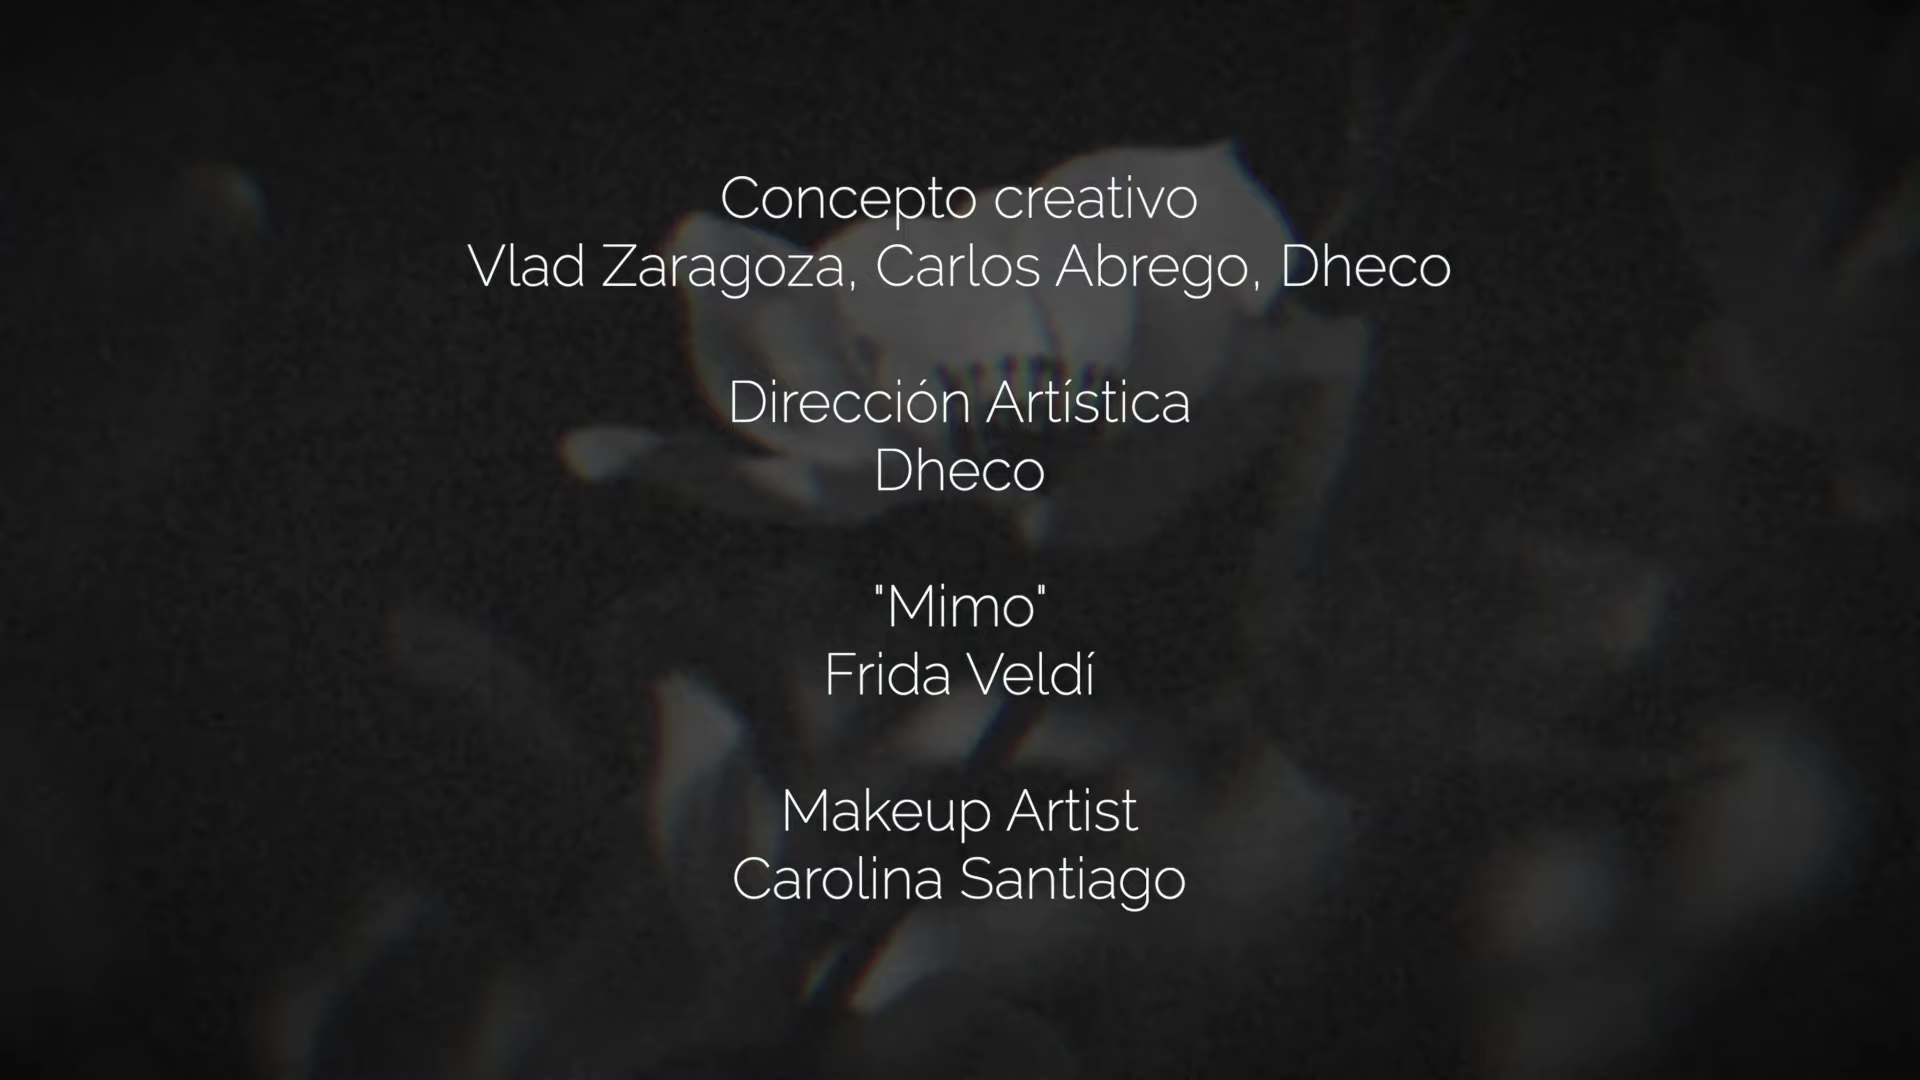 Concepto creativo
Vlad Zaragoza, Carlos Abrego, Dheco
Dirección Artística
Dheco
"Mimo"
Frida Veldí
Makeup Artist
Carolina Santiago